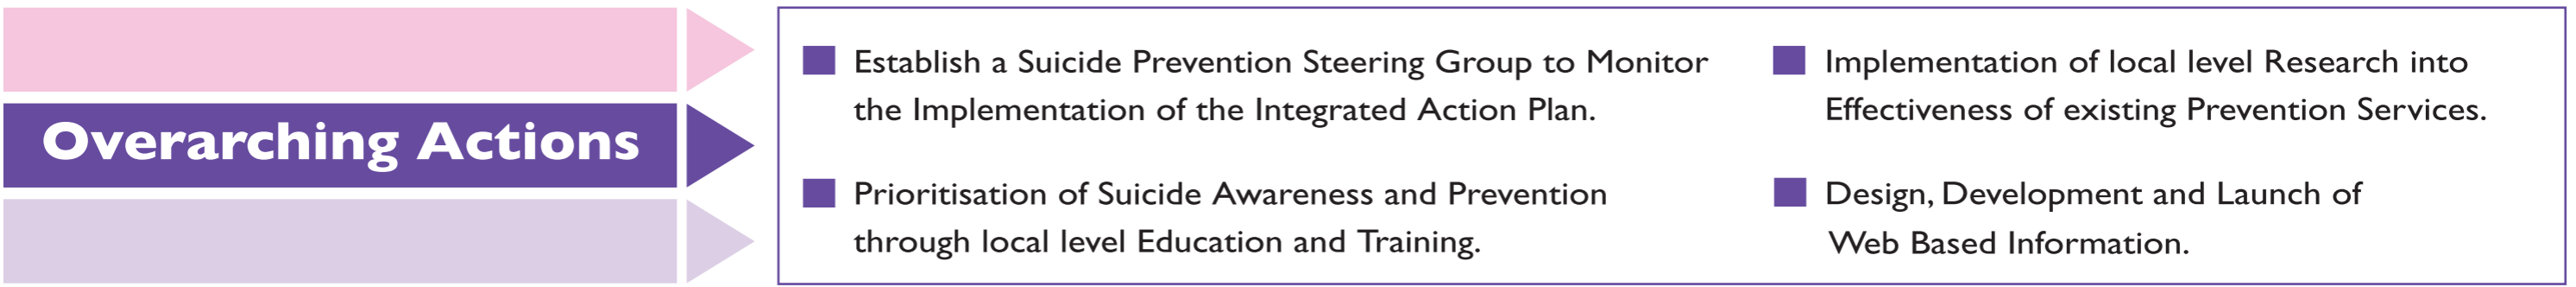 Overarching Actions
Establish a Suicide Prevention Steering Group to Monitor
the Implementation of the Integrated Action Plan.
Prioritisation of Suicide Awareness and Prevention
through local level Education and Training.
Implementation of local level Research into
Effectiveness of existing Prevention Services.
Design, Development and Launch of
Web Based Information.